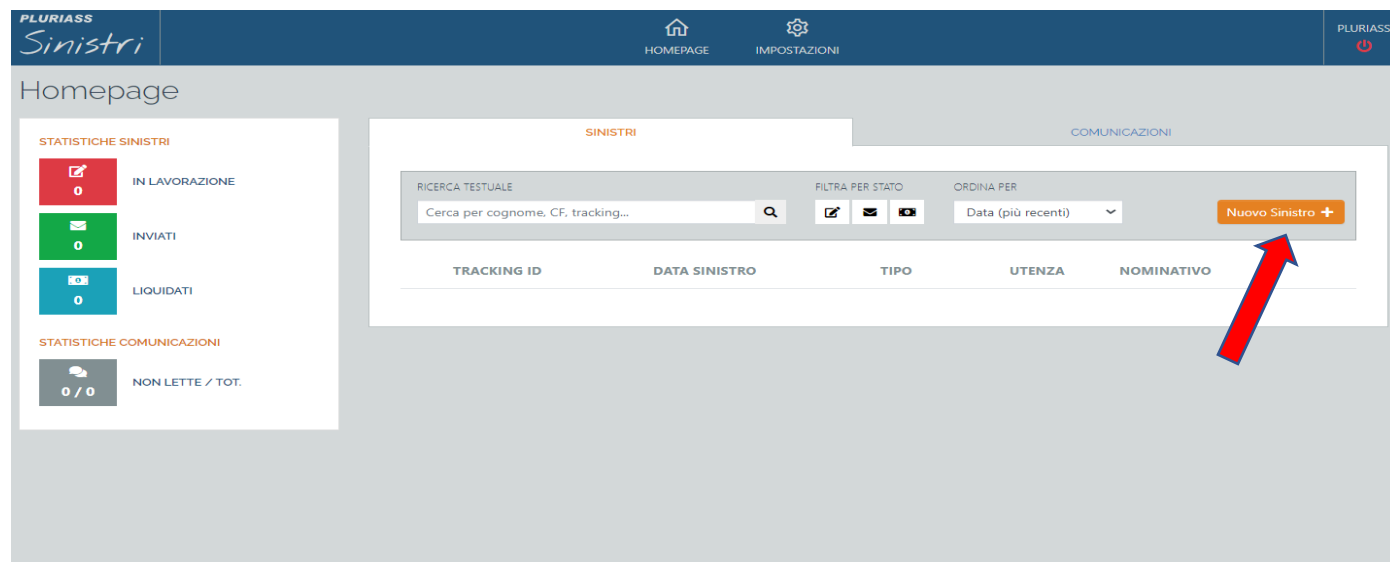 PLURIASS
Sinistri
HOMEPAGE
IMPOSTAZIONI
PLURIASS
Homepage
STATISTICHE SINISTRI
0
IN LAVORAZIONE
0
INVIATI
0
LIQUIDATI
STATISTICHE COMUNICAZIONI
0 / 0
NON LETTE / TOT.
SINISTRI
COMUNICAZIONI
RICERCA TESTUALE
FILTRA PER STATO
ORDINA PER
Cerca per cognome, CF, tracking...
Data (più recenti)
Nuovo Sinistro +
TRACKING ID
DATA SINISTRO
TIPO
UTENZA
NOMINATIVO